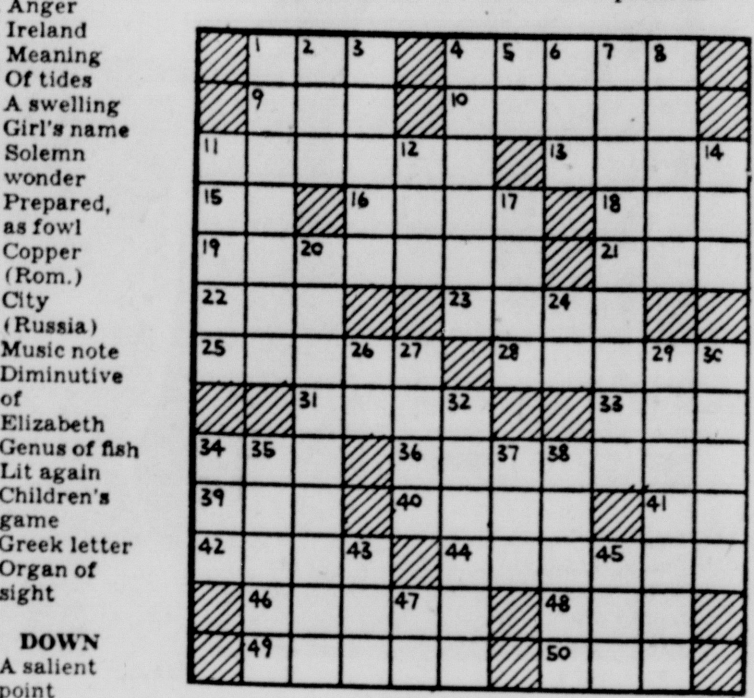 Anger
Ireland
Meaning
Of tides
A swelling
Girl's name
Solemn
wonder
Prepared,
as fowl
Copper
(Rom.)
City
(Russia)
Music note
Diminutive
of
Elizabeth
Genus of fish
Lit again
Children's
game
Greek letter
Organ of
sight
DOWN
A salient
point
1 2 3 4 5 6 7 8
9 10
11 12 13 14
15 16 17 18
19 20 21
22 23 24
25 26 27 28 29 30
31 32 33
34 35 36 37 38
39 40 41
42 43 44 45
46 47 48
49 50